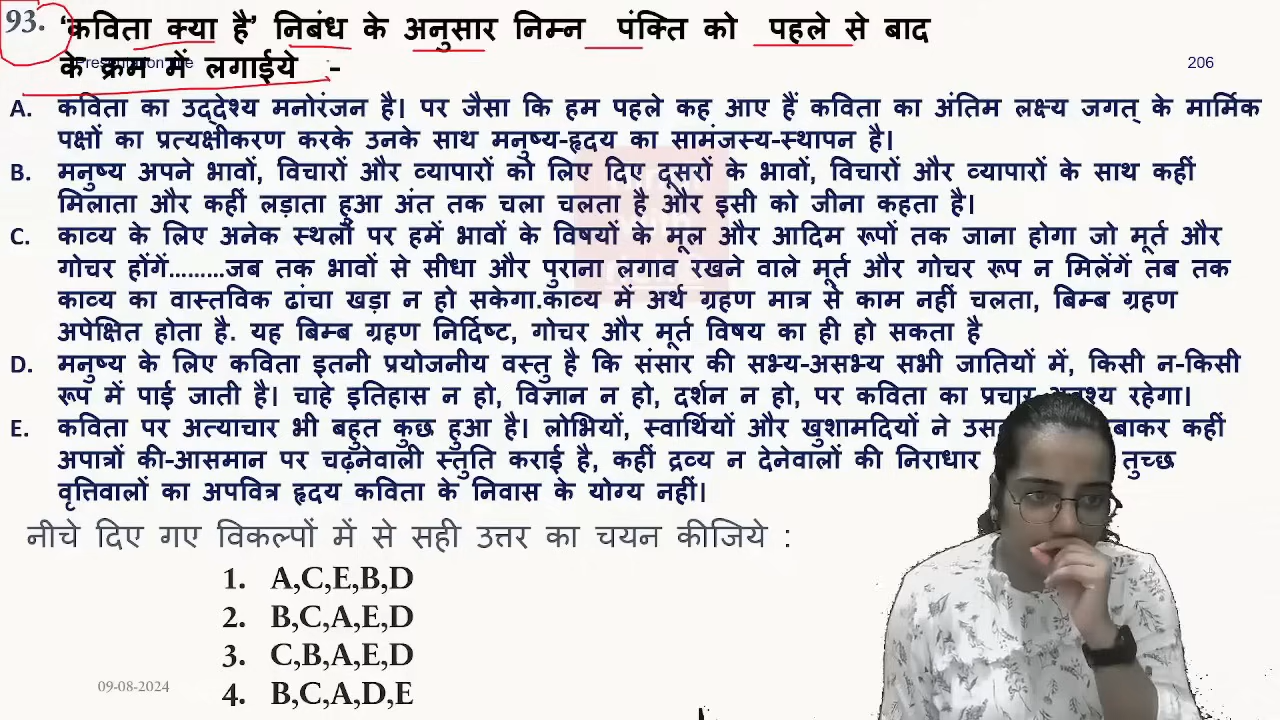 93. ‘कविता क्या है’ निबंध के अनुसार निम्न पंक्ति को पहले से बाद
के क्रम में लगाईये -
206
A. कविता का उद्देश्य मनोरंजन है। पर जैसा कि हम पहले कह आए हैं कविता का अंतिम लक्ष्य जगत् के मार्मिक
पक्षों का प्रत्यक्षीकरण करके उनके साथ मनुष्य-हृदय का सामंजस्य-स्थापन है।
B. मनुष्य अपने भावों, विचारों और व्यापारों को लिए दिए दूसरों के भावों, विचारों और व्यापारों के साथ कहीं
मिलाता और कहीं लड़ाता हुआ अंत तक चला चलता है और इसी को जीना कहता है।
C. काव्य के लिए अनेक स्थलों पर हमें भावों के विषयों के मूल और आदिम रूपों तक जाना होगा जो मूर्त और
गोचर होंगें.........जब तक भावों से सीधा और पुराना लगाव रखने वाले मूर्त और गोचर रूप न मिलेंगें तब तक
काव्य का वास्तविक ढांचा खड़ा न हो सकेगा.काव्य में अर्थ ग्रहण मात्र से काम नहीं चलता, बिम्ब ग्रहण
अपेक्षित होता है. यह बिम्ब ग्रहण निर्दिष्ट, गोचर और मूर्त विषय का ही हो सकता है
D. मनुष्य के लिए कविता इतनी प्रयोजनीय वस्तु है कि संसार की सभ्य-असभ्य सभी जातियों में, किसी न-किसी
रूप में पाई जाती है। चाहे इतिहास न हो, विज्ञान न हो, दर्शन न हो, पर कविता का प्रचार रहेगा।
E. कविता पर अत्याचार भी बहुत कुछ हुआ है। लोभियों, स्वार्थियों और खुशामदियों ने कहीं
अपात्रों की-आसमान पर चढ़नेवाली स्तुति कराई है, कहीं द्रव्य न देनेवालों की निराधार तुच्छ
वृत्तिवालों का अपवित्र हृदय कविता के निवास के योग्य नहीं।
नीचे दिए गए विकल्पों में से सही उत्तर का चयन कीजिये :
1. A,C,E,B,D
2. B,C,A,E,D
3. C,B,A,E,D
4. B,C,A,D,E
09-08-2024